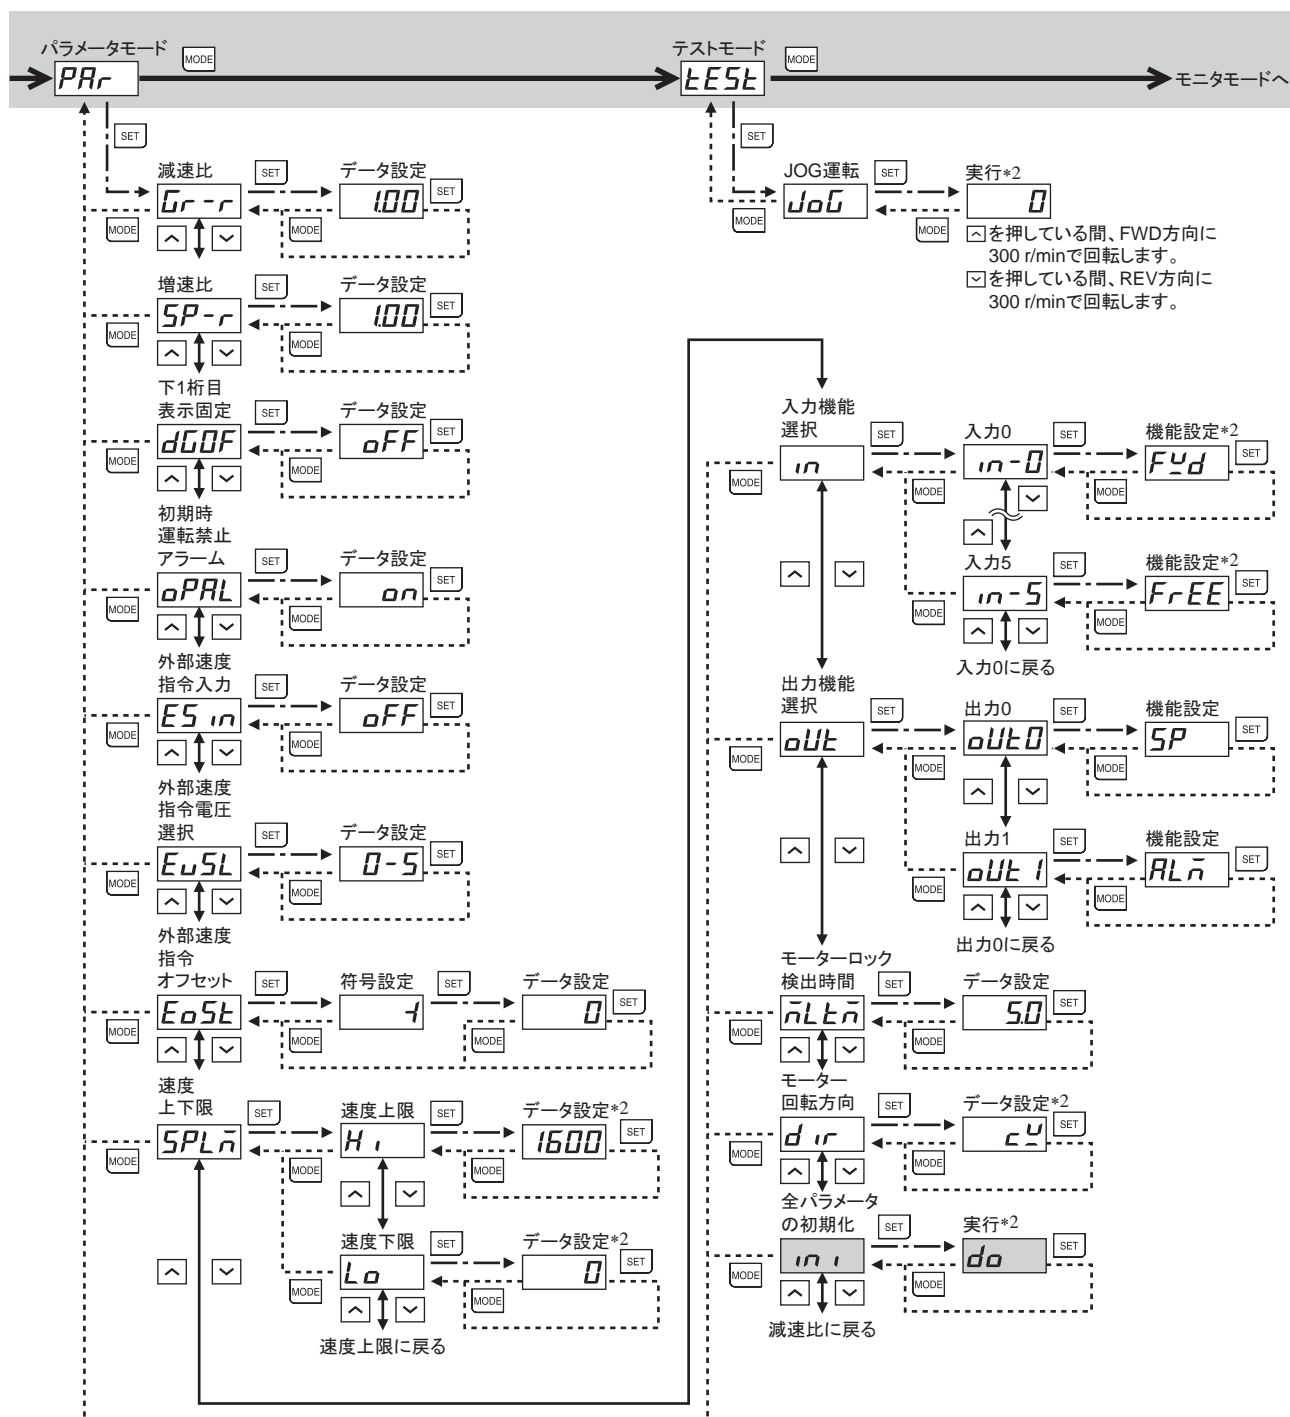 パラメータモード
MODE
PAr
テストモード
MODE
tESt
モニタモードへ
SET
減速比
SET
データ設定
Gr-r
1.00
SET
MODE
MODE
増速比
SET
データ設定
SP-r
1.00
SET
MODE
MODE
下1桁目
表示固定
SET
データ設定
dGOF
oFF
SET
MODE
MODE
初期時
運転禁止
アラーム
SET
データ設定
oPAL
on
SET
MODE
MODE
外部速度
指令入力
SET
データ設定
ES in
oFF
SET
MODE
MODE
外部速度
指令電圧
選択
SET
データ設定
EvSL
0-5
SET
MODE
MODE
外部速度
指令
オフセット
SET
符号設定
SET
データ設定
EoSt
0
SET
MODE
MODE
MODE
速度
上下限
SET
速度上限
SET
データ設定*2
SPLm
Hi
1600
SET
MODE
MODE
MODE
速度下限
SET
データ設定*2
Lo
0
SET
MODE
MODE
速度上限に戻る
SET
JOG運転
SET
実行*2
JoG
0
MODE
MODE
を押している間、FWD方向に
300 r/minで回転します。
を押している間、REV方向に
300 r/minで回転します。
入力機能
選択
SET
入力0
SET
機能設定*2
in
in-0
Fwd
SET
MODE
MODE
MODE
入力5
SET
機能設定*2
in-5
FrEE
SET
MODE
MODE
入力0に戻る
出力機能
選択
SET
出力0
SET
機能設定
oUt
oUt0
SP
SET
MODE
MODE
MODE
出力1
SET
機能設定
oUt1
ALm
SET
MODE
MODE
出力0に戻る
モーターロック
検出時間
SET
データ設定
mLtm
5.0
SET
MODE
MODE
モーター
回転方向
SET
データ設定*2
dir
cw
SET
MODE
MODE
全パラメータ
の初期化
SET
実行*2
ini
do
SET
MODE
MODE
減速比に戻る